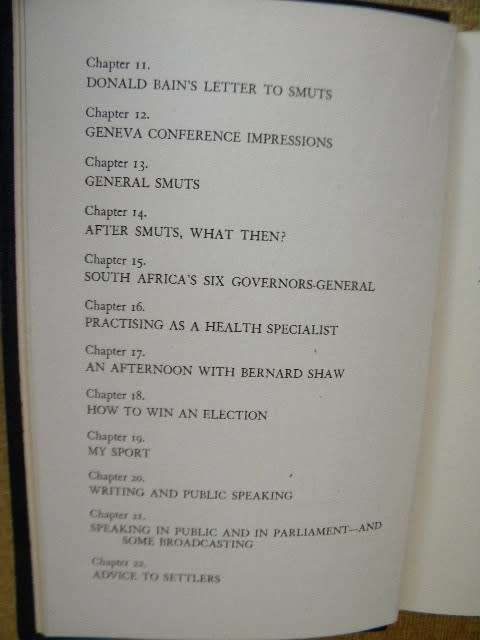 Chapter 11.
DONALD BAIN'S LETTER TO SMUTS
Chapter 12.
GENEVA CONFERENCE IMPRESSIONS
Chapter 13.
GENERAL SMUTS
Chapter 14.
AFTER SMUTS, WHAT THEN?
Chapter 15.
SOUTH AFRICA'S SIX GOVERNORS-GENERAL
Chapter 16.
PRACTISING AS A HEALTH SPECIALIST
Chapter 17.
AN AFTERNOON WITH BERNARD SHAW
Chapter 18.
HOW TO WIN AN ELECTION
Chapter 19.
MY SPORT
Chapter 20.
WRITING AND PUBLIC SPEAKING
Chapter 21.
SPEAKING IN PUBLIC AND IN PARLIAMENT—AND
SOME BROADCASTING
Chapter 22.
ADVICE TO SETTLERS